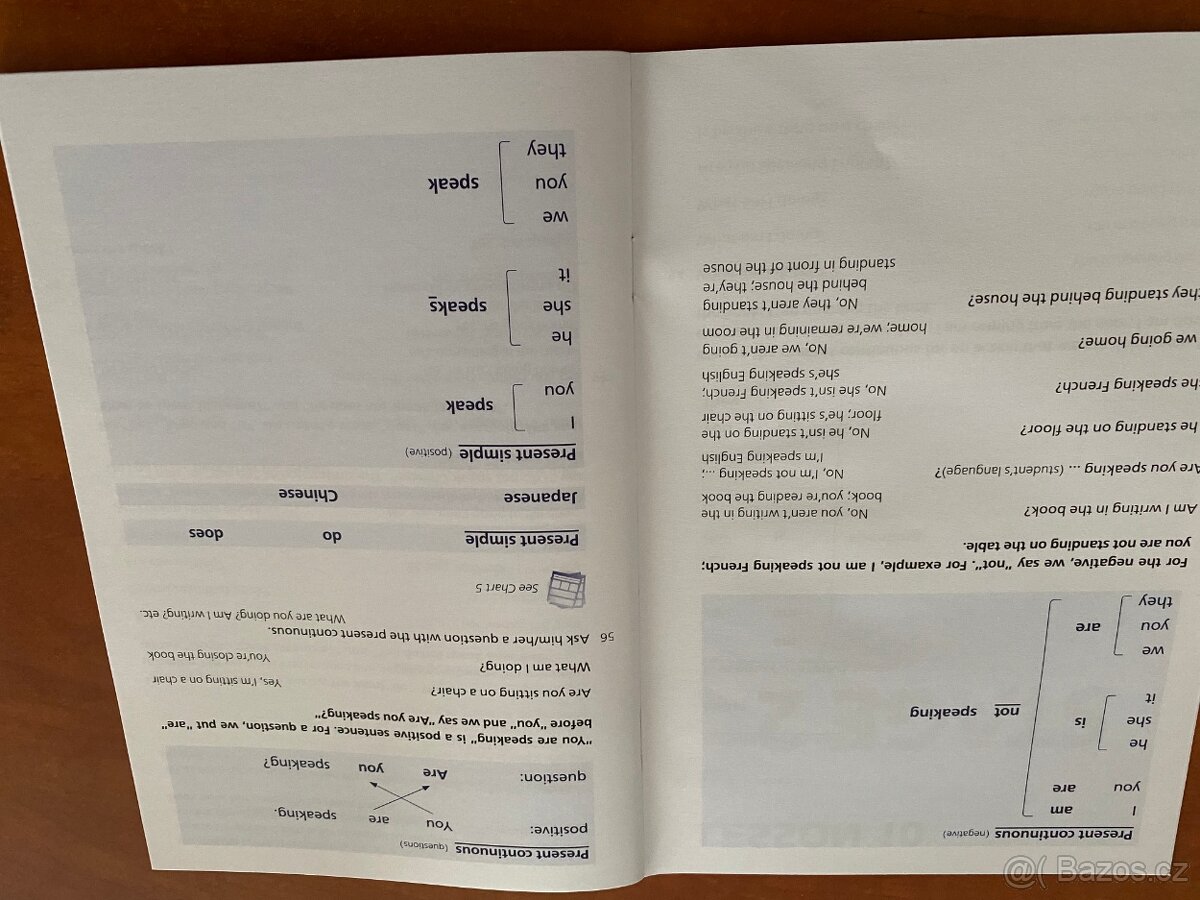 Present continuous (negative)
I am
you are
he
she is
it
not speaking
we
you are
they
For the negative, we say "not". For example, I am not speaking French;
you are not standing on the table.
Am I writing in the book? No, you aren't writing in the
book; you're reading the book
Are you speaking ... (student's language)? No, I'm not speaking ...;
I'm speaking English
he standing on the floor? No, he isn't standing on the
floor; he's sitting on the chair
he speaking French? No, she isn't speaking French;
she's speaking English
we going home? No, we aren't going
home; we're remaining in the room
they standing behind the house? No, they aren't standing
behind the house; they're
standing in front of the house
Present continuous (questions)
positive: You are speaking.
question: Are you speaking?
"You are speaking" is a positive sentence. For a question, we put "are"
before "you" and we say "Are you speaking?"
Are you sitting on a chair? Yes, I'm sitting on a chair
What am I doing? You're closing the book
56 Ask him/her a question with the present continuous.
What are you doing? Am I writing? etc.
See Chart 5
Present simple do does
Japanese Chinese
Present simple (positive)
I
you speak
he
she speaks
it
we
you speak
they
@( Bazos.cz